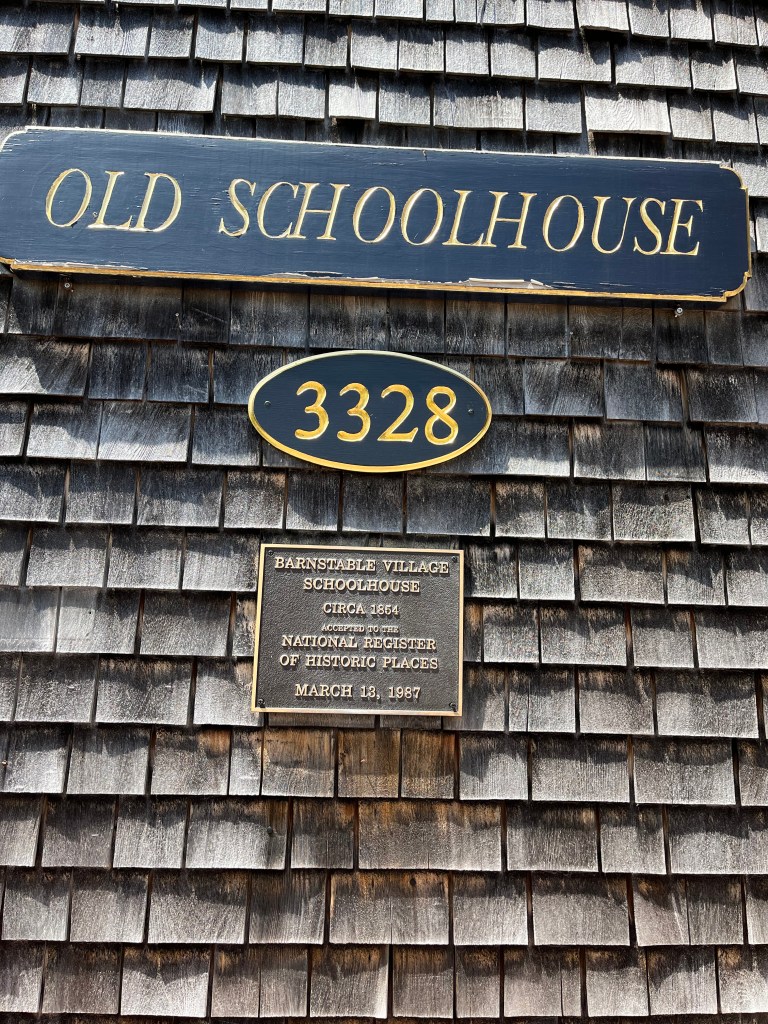 OLD SCHOOLHOUSE
3328
BARNSTABLE VILLAGE
SCHOOLHOUSE
CIRCA 1854
ACCEPTED TO THE
NATIONAL REGISTER
OF HISTORIC PLACES
MARCH 13, 1987